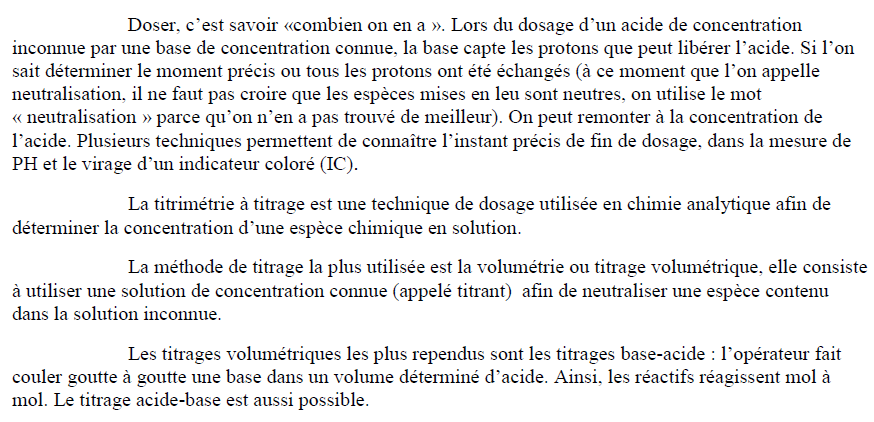 Doser, c’est savoir «combien on en a ». Lors du dosage d’un acide de concentration
inconnue par une base de concentration connue, la base capte les protons que peut libérer l’acide. Si l’on
sait déterminer le moment précis ou tous les protons ont été échangés (à ce moment que l’on appelle
neutralisation, il ne faut pas croire que les espèces mises en leu sont neutres, on utilise le mot
« neutralisation » parce qu’on n’en a pas trouvé de meilleur). On peut remonter à la concentration de
l’acide. Plusieurs techniques permettent de connaître l’instant précis de fin de dosage, dans la mesure de
PH et le virage d’un indicateur coloré (IC).
La titrimétrie à titrage est une technique de dosage utilisée en chimie analytique afin de
déterminer la concentration d’une espèce chimique en solution.
La méthode de titrage la plus utilisée est la volumétrie ou titrage volumétrique, elle consiste
à utiliser une solution de concentration connue (appelé titrant) afin de neutraliser une espèce contenu
dans la solution inconnue.
Les titrages volumétriques les plus rependus sont les titrages base-acide : l’opérateur fait
couler goutte à goutte une base dans un volume déterminé d’acide. Ainsi, les réactifs réagissent mol à
mol. Le titrage acide-base est aussi possible.